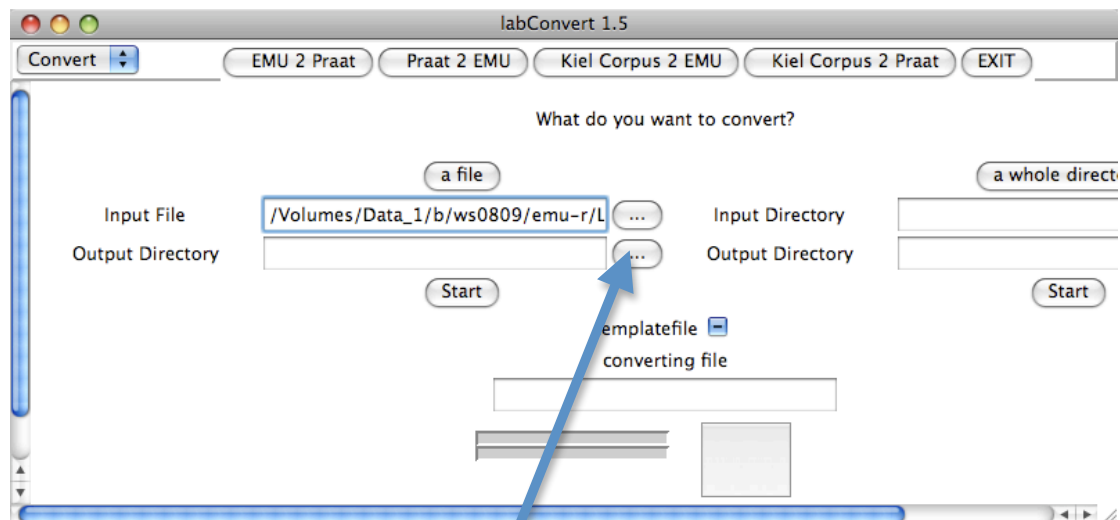 labConvert 1.5
Convert EMU 2 Praat Praat 2 EMU Kiel Corpus 2 EMU Kiel Corpus 2 Praat EXIT
What do you want to convert?
a file a whole direct
Input File /Volumes/Data_1/b/ws0809/emu-r/L ... Input Directory
Output Directory ... Output Directory
Start Start
emplatefile
converting file